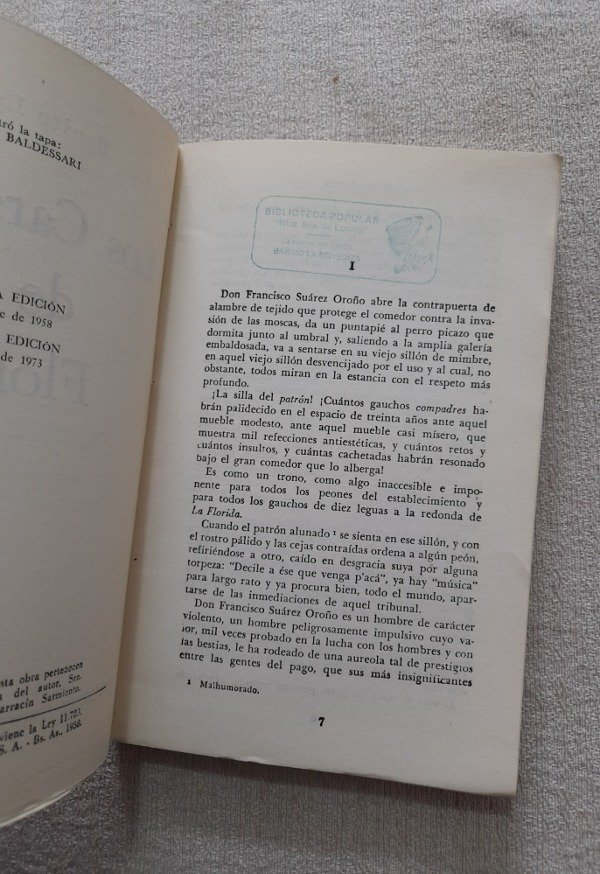 ró la tapa:
BALDESSARI
A EDICIÓN
e de 1958
EDICIÓN
de 1973
sta obra pertenecen
del autor, Sra.
arracín Sarmiento.
viene la Ley 11.723.
S. A. - Bs. As., 1958.
BIBLIOTECA POPULAR
"Ntra. Sra. de Loreto"
I
Don Francisco Suárez Oroño abre la contrapuerta de
alambre de tejido que protege el comedor contra la inva-
sión de las moscas, da un puntapié al perro picazo que
dormita junto al umbral y, saliendo a la amplia galería
embaldosada, va a sentarse en su viejo sillón de mimbre,
en aquel viejo sillón desvencijado por el uso y al cual, no
obstante, todos miran en la estancia con el respeto más
profundo.
¡La silla del patrón! ¡Cuántos gauchos compadres ha-
brán palidecido en el espacio de treinta años ante aquel
mueble modesto, ante aquel mueble casi mísero, que
muestra mil refecciones antiestéticas, y cuántos retos y
cuántos insultos, y cuántas cachetadas habrán resonado
bajo el gran comedor que lo alberga!
Es como un trono, como algo inaccesible e impo-
nente para todos los peones del establecimiento y
para todos los gauchos de diez leguas a la redonda de
La Florida.
Cuando el patrón alunado ¹ se sienta en ese sillón, y con
el rostro pálido y las cejas contraídas ordena a algún peón,
refiriéndose a otro, caído en desgracia suya por alguna
torpeza: "Decile a ése que venga p'acá", ya hay "música"
para largo rato y ya procura bien, todo el mundo, apar-
tarse de las inmediaciones de aquel tribunal.
Don Francisco Suárez Oroño es un hombre de carácter
violento, un hombre peligrosamente impulsivo cuyo va-
lor, mil veces probado en la lucha con los hombres y con
las bestias, le ha rodeado de una aureola tal de prestigios
entre las gentes del pago, que sus más insignificantes
¹ Malhumorado.
7